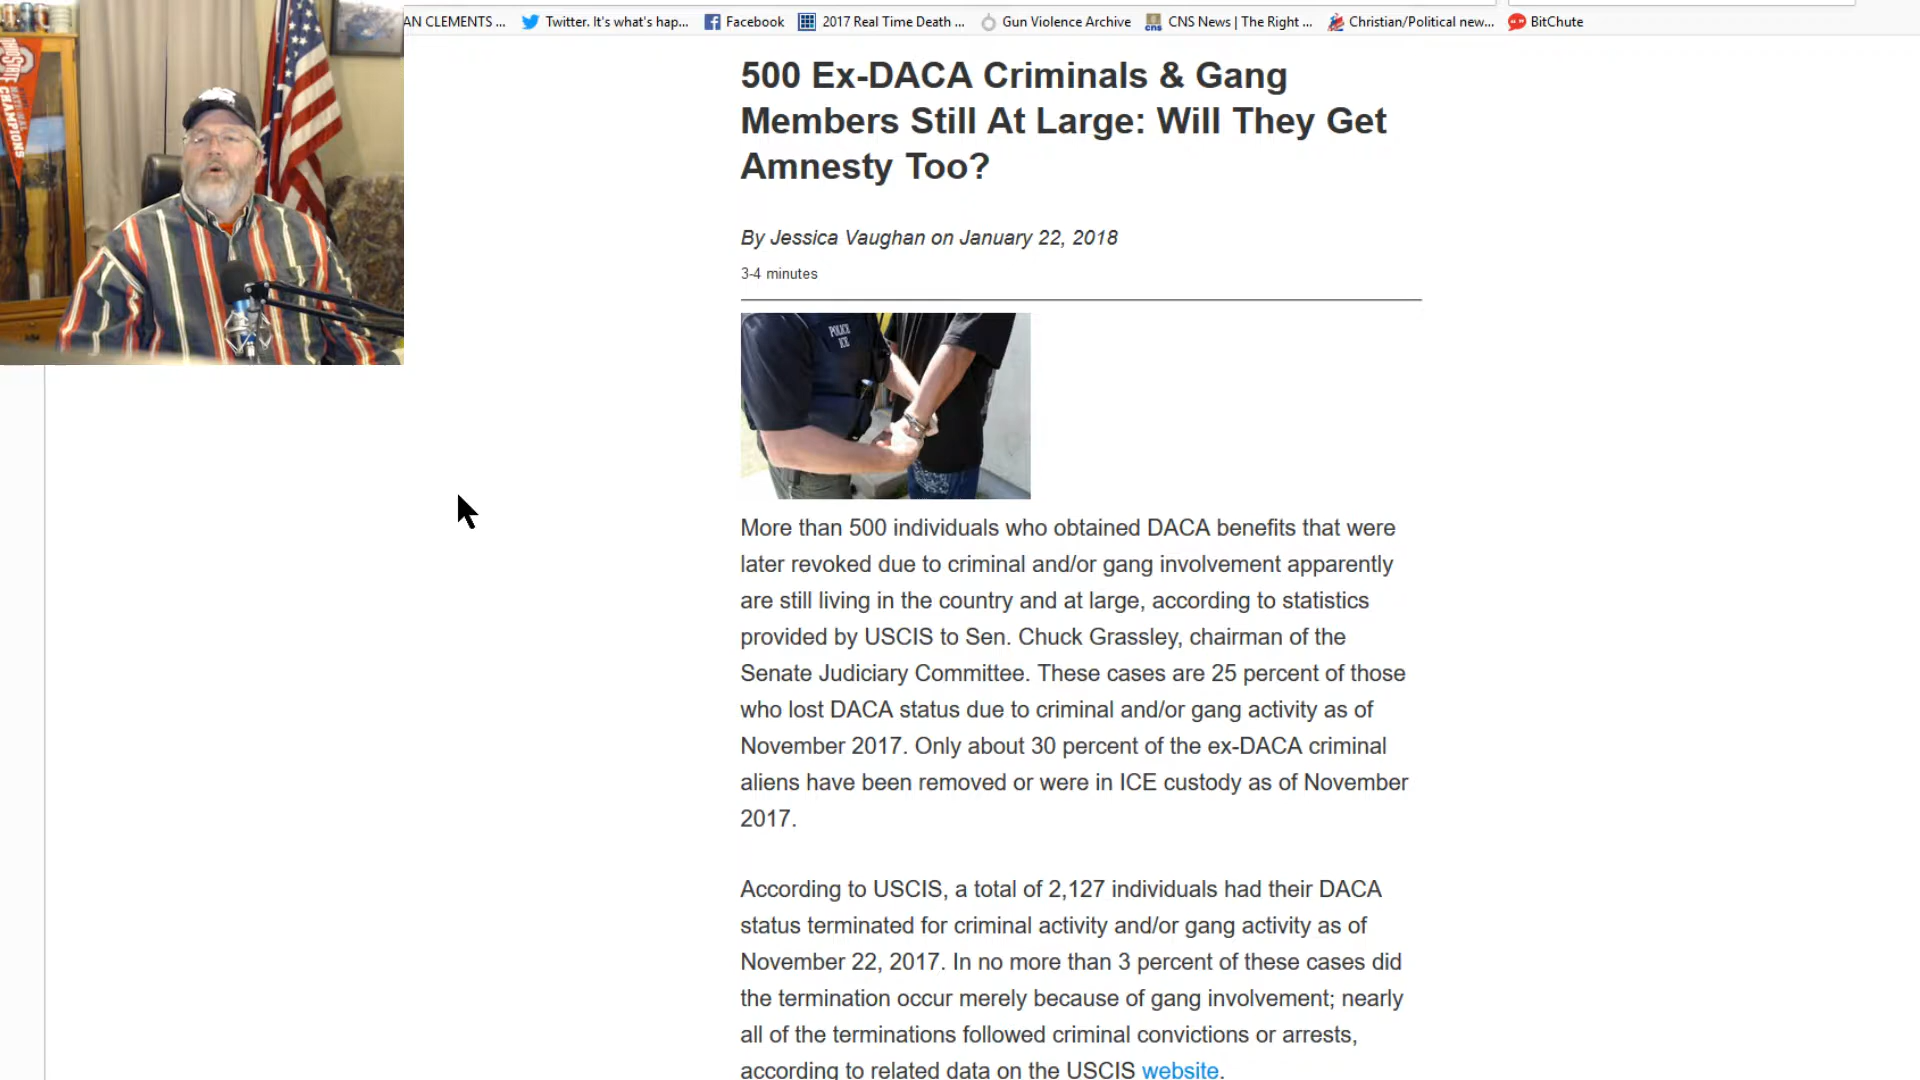 AN CLEMENTS ... Twitter. It's what's hap... Facebook 2017 Real Time Death ... Gun Violence Archive CNS News | The Right ... Christian/Political new... BitChute
500 Ex-DACA Criminals & Gang
Members Still At Large: Will They Get
Amnesty Too?
By Jessica Vaughan on January 22, 2018
3-4 minutes
STATE
CHAMPIONS
POLICE
ICE
More than 500 individuals who obtained DACA benefits that were
later revoked due to criminal and/or gang involvement apparently
are still living in the country and at large, according to statistics
provided by USCIS to Sen. Chuck Grassley, chairman of the
Senate Judiciary Committee. These cases are 25 percent of those
who lost DACA status due to criminal and/or gang activity as of
November 2017. Only about 30 percent of the ex-DACA criminal
aliens have been removed or were in ICE custody as of November
2017.
According to USCIS, a total of 2,127 individuals had their DACA
status terminated for criminal activity and/or gang activity as of
November 22, 2017. In no more than 3 percent of these cases did
the termination occur merely because of gang involvement; nearly
all of the terminations followed criminal convictions or arrests,
according to related data on the USCIS website.